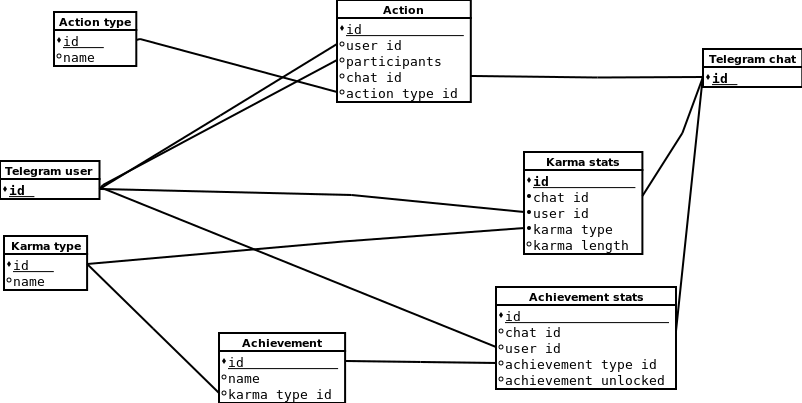 Action type
id
name
Action
id
user id
participants
chat id
action type id
Telegram chat
id
Telegram user
id
Karma stats
id
chat id
user id
karma type
karma length
Karma type
id
name
Achievement stats
id
chat id
user id
achievement type id
achievement unlocked
Achievement
id
name
karma type id